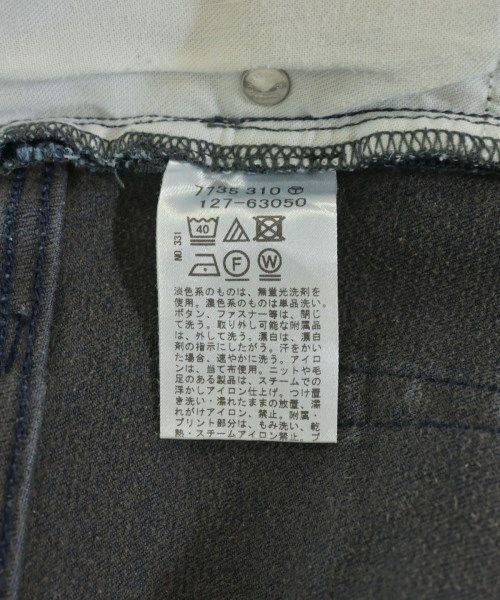 7735 310
127-63050
NO 331
40
F W
淡色系のものは、無蛍光洗剤を
使用。濃色系のものは単品洗い。
ボタン、ファスナー等は、閉じ
て洗う。取り外し可能な附属品
は、外して洗う。漂白は、漂白
剤の指示にしたがう。汗をかい
た場合、速やかに洗う。アイロ
ンは、当て布使用。ニットや毛
足のある製品は、スチームでの
浮かしアイロン仕上げ。つけ置
き洗い・濡れたままの放置、濡
れがけアイロン、禁止。附属・
プリント部分は、もみ洗い、乾
熱・スチームアイロン禁止。プ